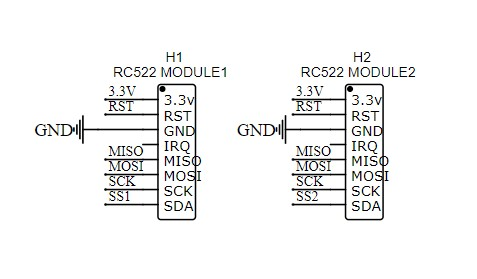 H1
RC522 MODULE1
3.3V
RST
GND
MISO
MOSI
SCK
SS1
3.3v
RST
GND
IRQ
MISO
MOSI
SCK
SDA
H2
RC522 MODULE2
3.3V
RST
GND
MISO
MOSI
SCK
SS2
3.3v
RST
GND
IRQ
MISO
MOSI
SCK
SDA